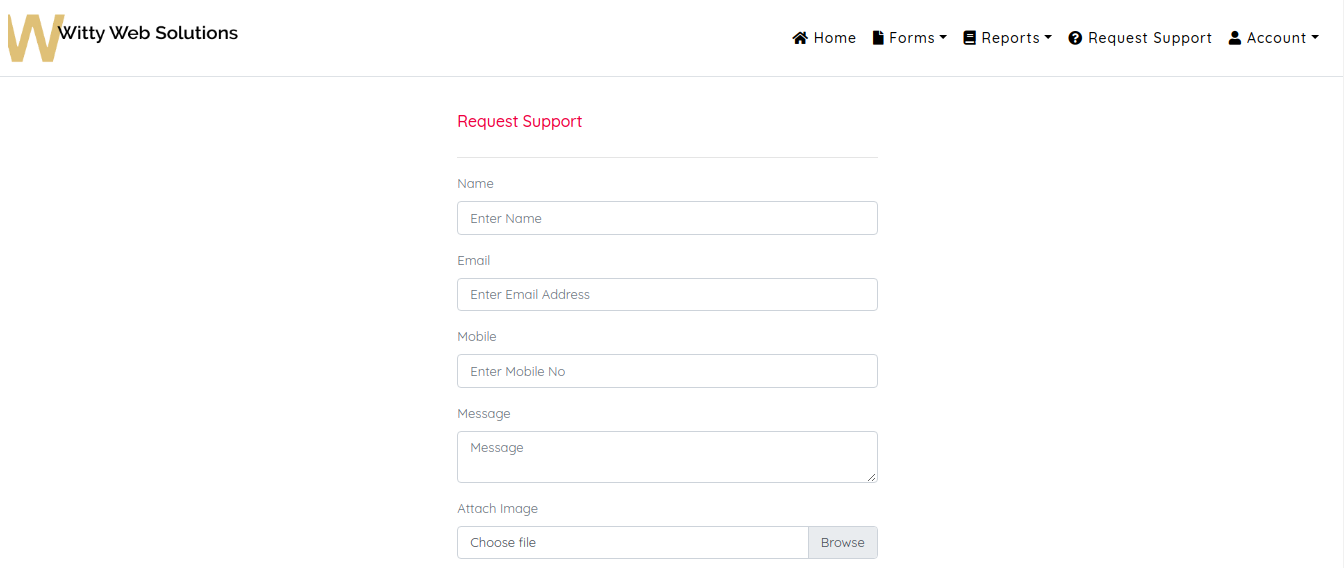 W
Witty Web Solutions
Home Forms Reports Request Support Account
Request Support
Name
Enter Name
Email
Enter Email Address
Mobile
Enter Mobile No
Message
Message
Attach Image
Choose file Browse